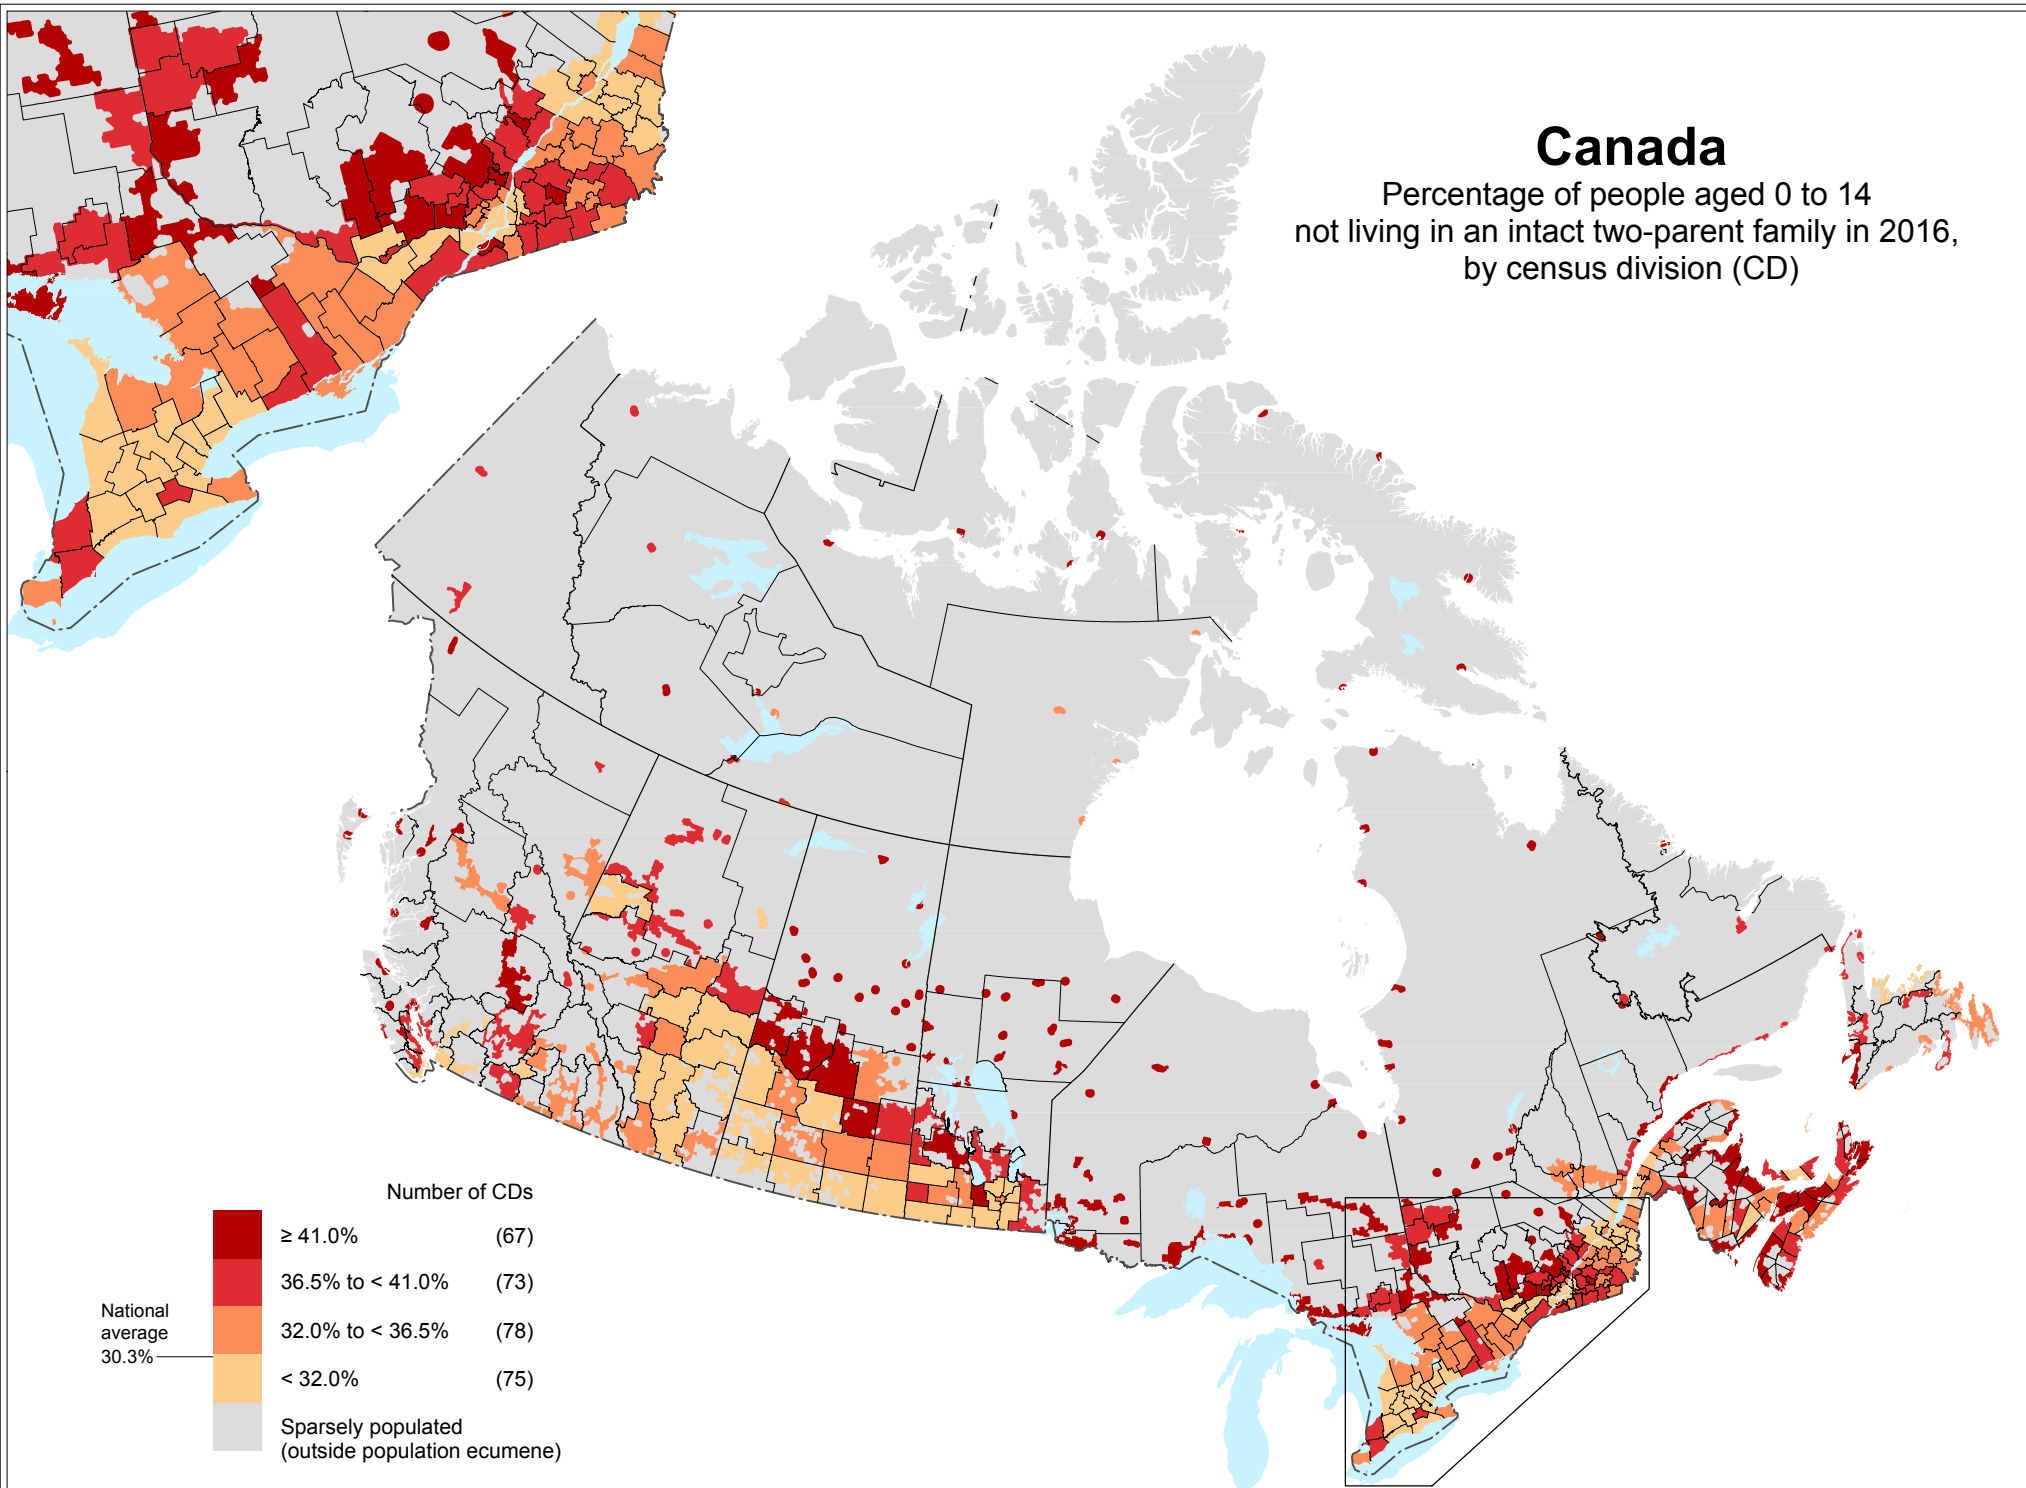 Canada
Percentage of people aged 0 to 14
not living in an intact two-parent family in 2016,
by census division (CD)
Number of CDs
≥ 41.0% (67)
36.5% to < 41.0% (73)
32.0% to < 36.5% (78)
National
average
30.3%
< 32.0% (75)
Sparsely populated
(outside population ecumene)